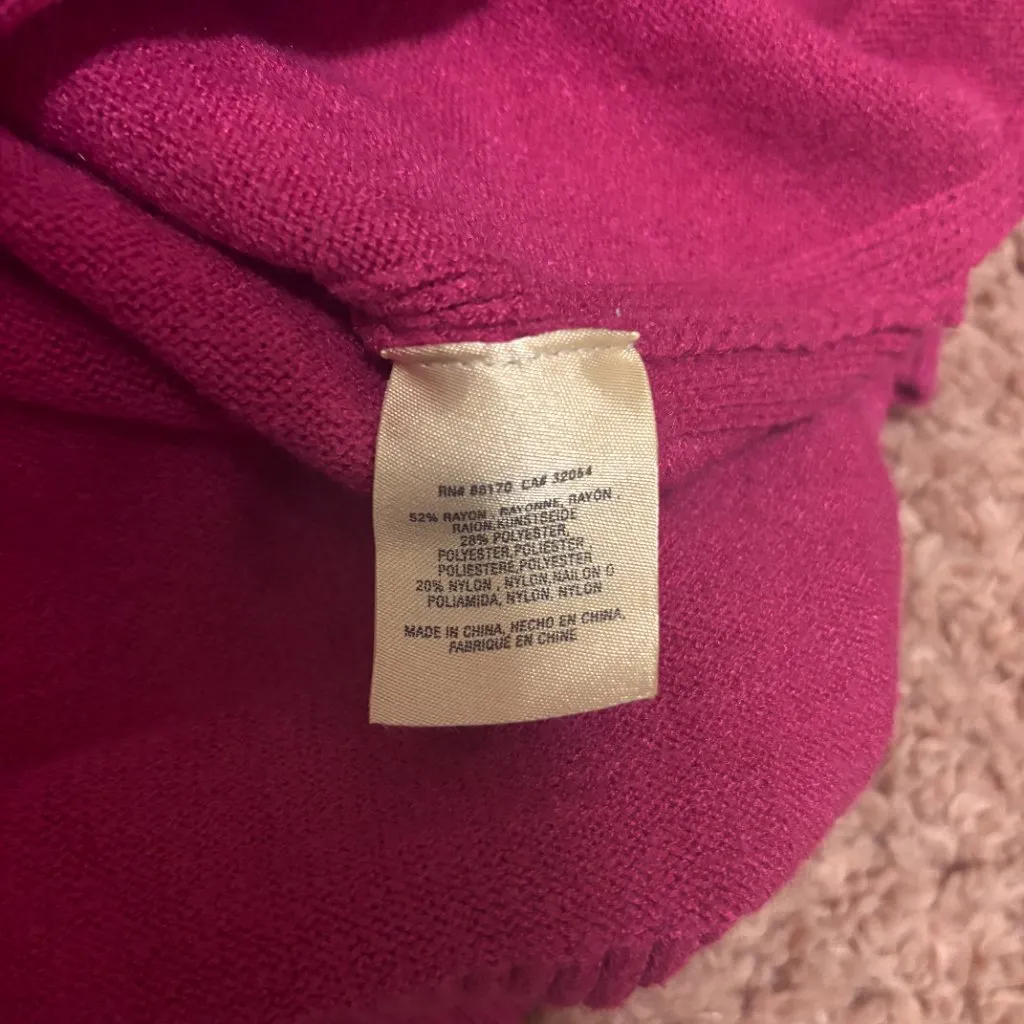 RN# 88170 CA# 32054
52% RAYON , RAYONNE, RAYON ,
RAION,KUNSTSEIDE
28% POLYESTER,
POLYESTER,POLIESTER,
POLIESTERE,POLYESTER
20% NYLON , NYLON,NAILON O
POLIAMIDA, NYLON, NYLON
MADE IN CHINA, HECHO EN CHINA,
FABRIQUÉ EN CHINE